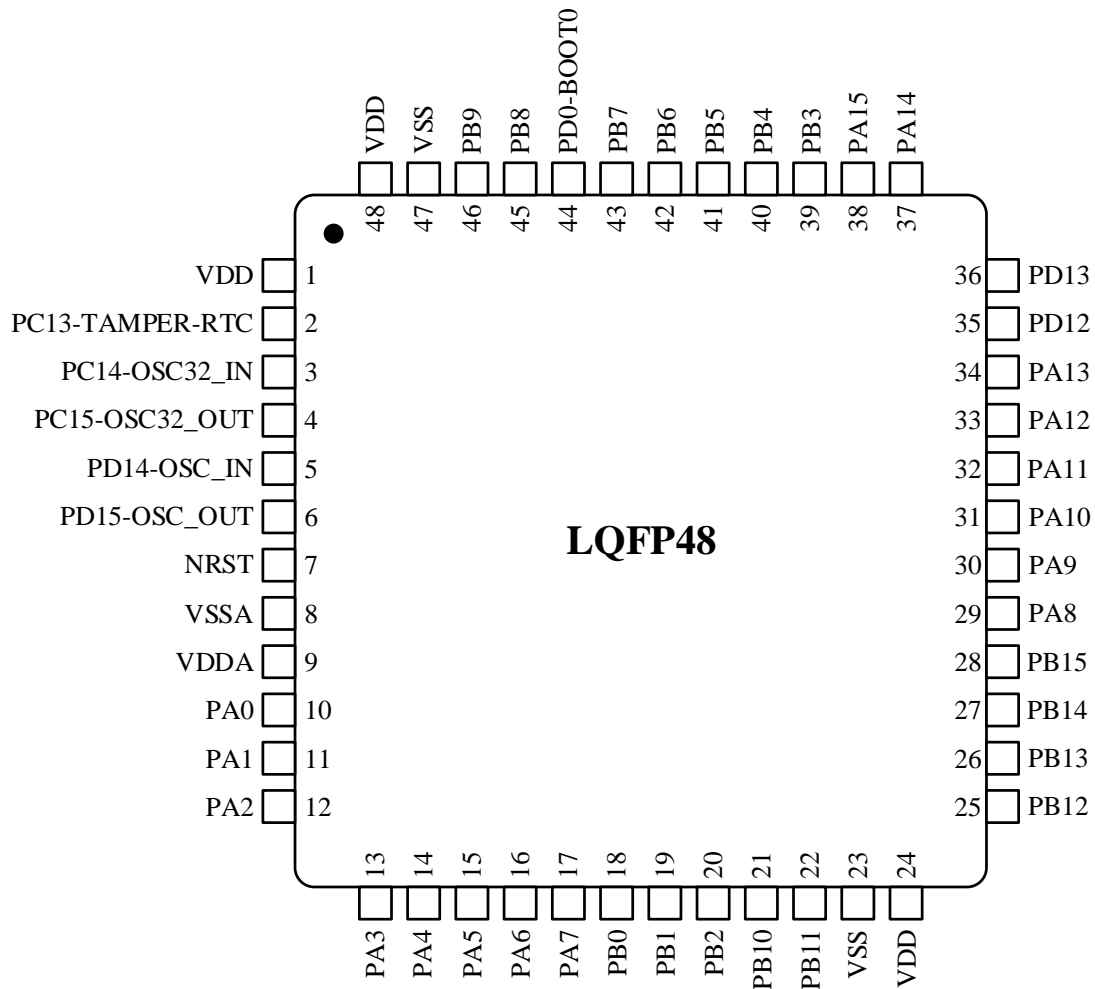 VDD
VSS
PB9
PB8
PD0-BOOT0
PB7
PB6
PB5
PB4
PB3
PA15
PA14
48
47
46
45
44
43
42
41
40
39
38
37
VDD 1
PC13-TAMPER-RTC 2
PC14-OSC32_IN 3
PC15-OSC32_OUT 4
PD14-OSC_IN 5
PD15-OSC_OUT 6
NRST 7
VSSA 8
VDDA 9
PA0 10
PA1 11
PA2 12
LQFP48
36 PD13
35 PD12
34 PA13
33 PA12
32 PA11
31 PA10
30 PA9
29 PA8
28 PB15
27 PB14
26 PB13
25 PB12
13
14
15
16
17
18
19
20
21
22
23
24
PA3
PA4
PA5
PA6
PA7
PB0
PB1
PB2
PB10
PB11
VSS
VDD